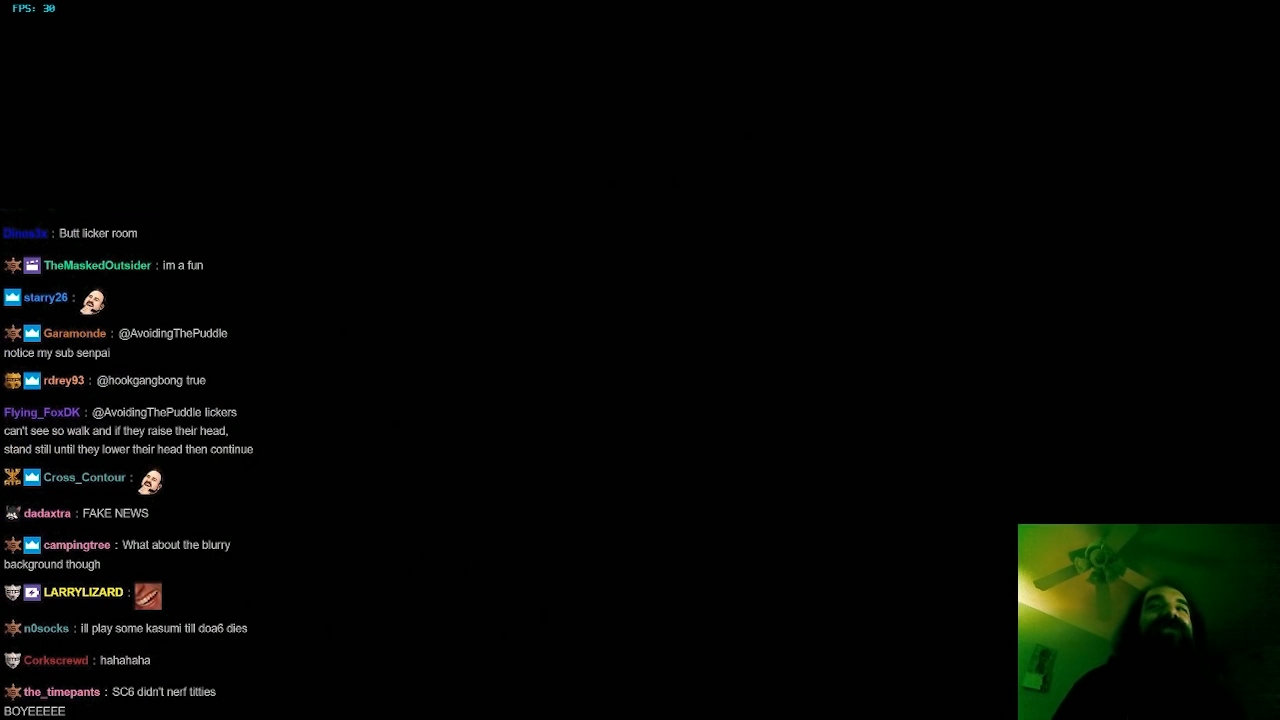 FPS: 30
Dinos3x : Butt licker room
TheMaskedOutsider : im a fun
starry26 :
Garamonde : @AvoidingThePuddle
notice my sub senpai
rdrey93 : @hookgangbong true
Flying_FoxDK : @AvoidingThePuddle lickers
can't see so walk and if they raise their head,
stand still until they lower their head then continue
Cross_Contour :
dadaxtra : FAKE NEWS
campingtree : What about the blurry
background though
LARRYLIZARD :
n0socks : ill play some kasumi till doa6 dies
Corkscrewd : hahahaha
the_timepants : SC6 didn't nerf titties
BOYEEEEE